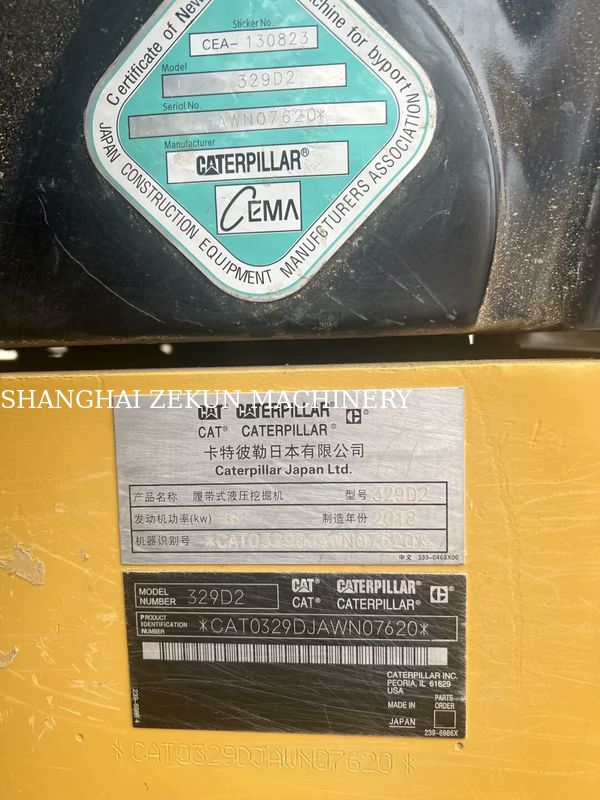 Certificate of New Machine for byport
Sticker No.
CEA- 130823
Model
329D2
Serial No.
*AWN07620*
Manufacturer
CATERPILLAR®
CEMA
JAPAN CONSTRUCTION EQUIPMENT MANUFACTURERS ASSOCIATION
SHANGHAI ZEKUN MACHINERY
CAT CATERPILLAR C
CAT® CATERPILLAR®
卡特彼勒日本有限公司
Caterpillar Japan Ltd.
产品名称 履带式液压挖掘机 型号 329D2
发动机功率(kw) 制造年份 2018
机器识别号 *CAT0329DJAWN07620*
中文 333-0468X00
MODEL NUMBER 329D2 CAT® CATERPILLAR® C
CAT® CATERPILLAR®
PRODUCT IDENTIFICATION NUMBER *CAT0329DJAWN07620*
CATERPILLAR INC.
PEORIA, IL 61629
USA
MADE IN PARTS ORDER
JAPAN
239-6986X
239-6986 4
*CAT0329DJAWN07620*